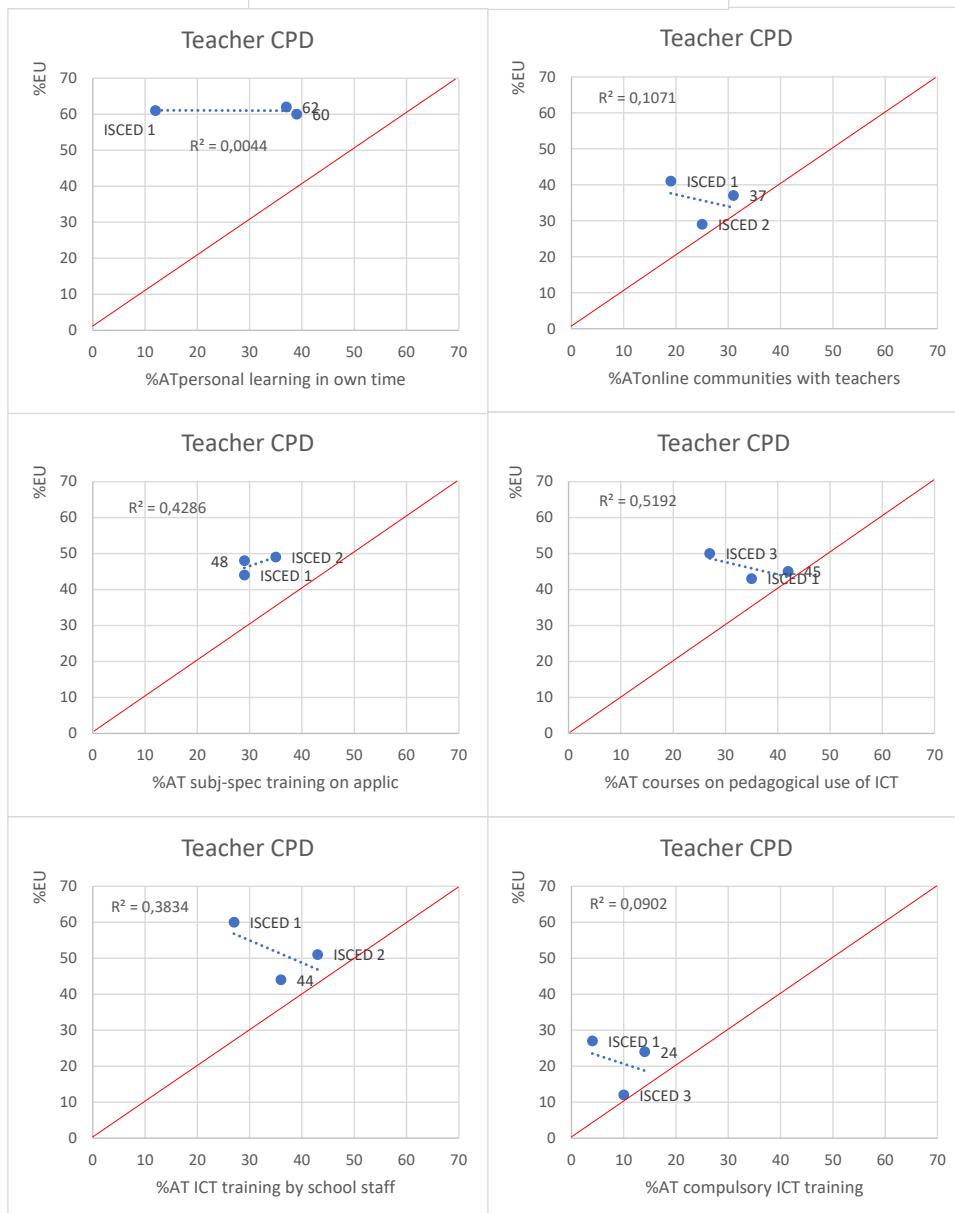 Teacher CPD
%EU
70
60
50
40
30
20
10
0
62
60
ISCED 1
R² = 0,0044
0 10 20 30 40 50 60 70
%ATpersonal learning in own time
Teacher CPD
%EU
70
60
50
40
30
20
10
0
R² = 0,1071
ISCED 1
37
ISCED 2
0 10 20 30 40 50 60 70
%ATonline communities with teachers
Teacher CPD
%EU
70
60
50
40
30
20
10
0
R² = 0,4286
48
ISCED 2
ISCED 1
0 10 20 30 40 50 60 70
%AT subj-spec training on applic
Teacher CPD
%EU
70
60
50
40
30
20
10
0
R² = 0,5192
ISCED 3
45
ISCED 1
0 10 20 30 40 50 60 70
%AT courses on pedagogical use of ICT
Teacher CPD
%EU
70
60
50
40
30
20
10
0
R² = 0,3834
ISCED 1
ISCED 2
44
0 10 20 30 40 50 60 70
%AT ICT training by school staff
Teacher CPD
%EU
70
60
50
40
30
20
10
0
R² = 0,0902
ISCED 1
24
ISCED 3
0 10 20 30 40 50 60 70
%AT compulsory ICT training